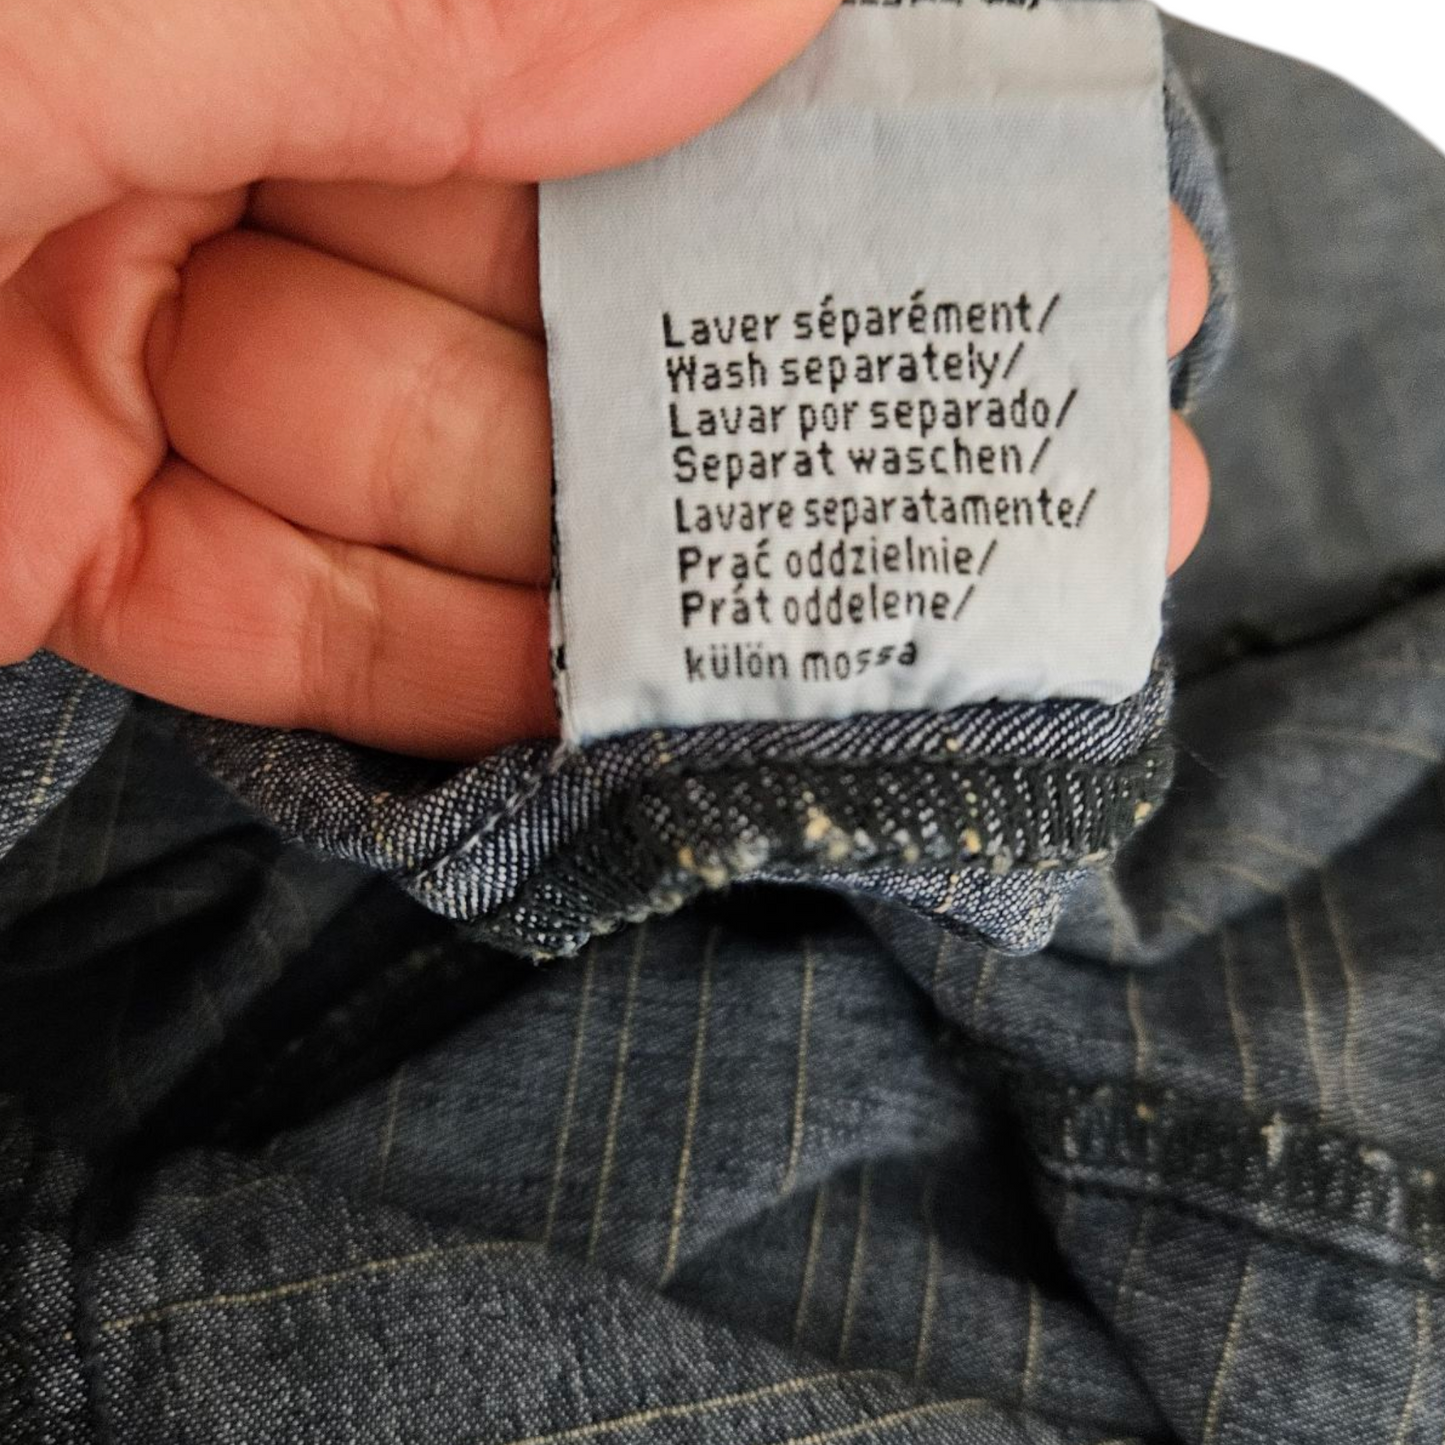 Laver séparément/
Wash separately/
Lavar por separado/
Separat waschen/
Lavare separatamente/
Prać oddzielnie/
Prát oddelene/
külön mossa